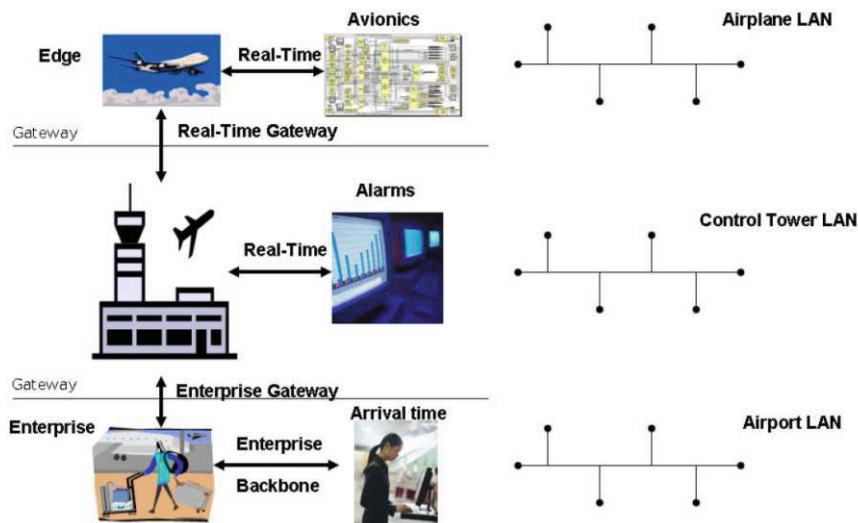 Avionics
Airplane LAN
Edge
Real-Time
Gateway
Real-Time Gateway
Alarms
Control Tower LAN
Real-Time
Gateway
Enterprise Gateway
Enterprise
Arrival time
Airport LAN
Enterprise
Backbone